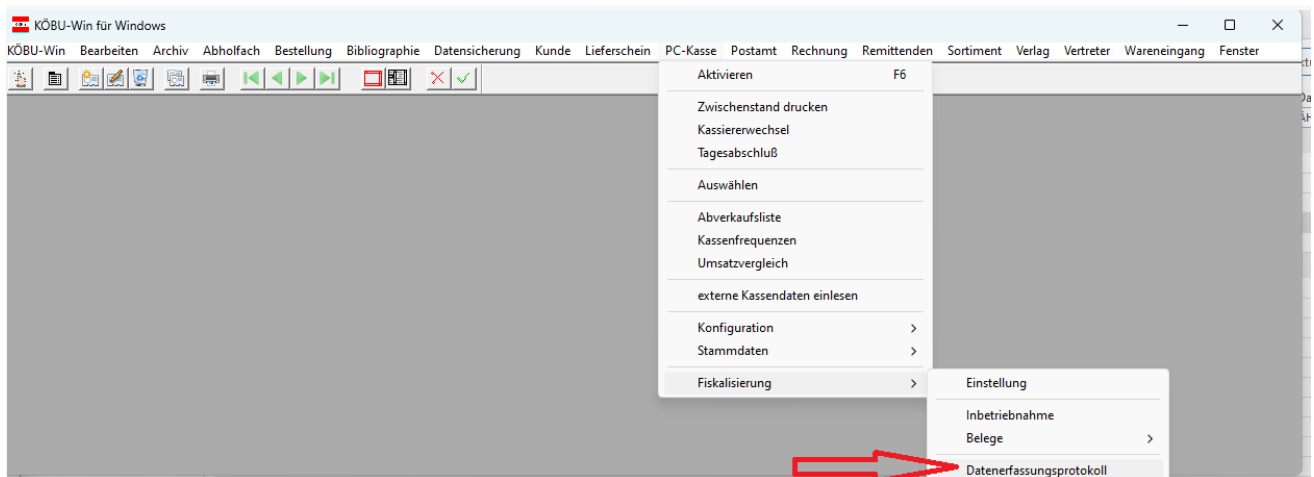 KÖBU-Win für Windows
KÖBU-Win Bearbeiten Archiv Abholfach Bestellung Bibliographie Datensicherung Kunde Lieferschein PC-Kasse Postamt Rechnung Remittenden Sortiment Verlag Vertreter Wareneingang Fenster
Aktivieren F6
Zwischenstand drucken
Kassiererwechsel
Tagesabschluß
Auswählen
Abverkaufsliste
Kassenfrequenzen
Umsatzvergleich
externe Kassendaten einlesen
Konfiguration
Stammdaten
Fiskalisierung
Einstellung
Inbetriebnahme
Belege
Datenerfassungsprotokoll